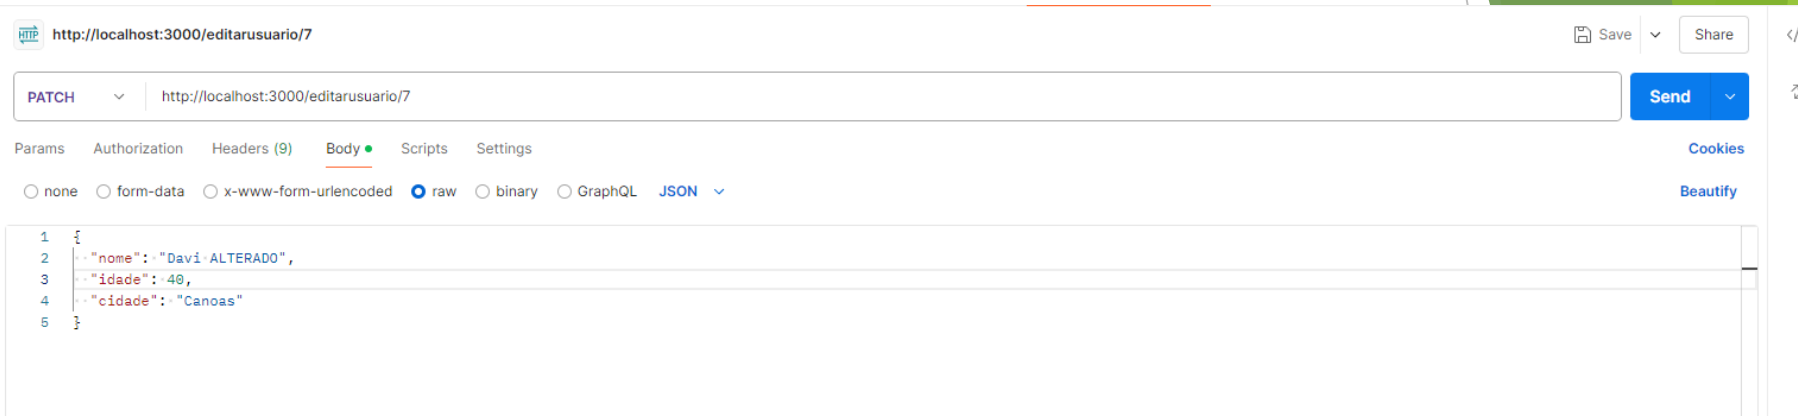 HTTP http://localhost:3000/editarusuario/7 Save Share
PATCH http://localhost:3000/editarusuario/7 Send
Params Authorization Headers (9) Body Scripts Settings Cookies
none form-data x-www-form-urlencoded raw binary GraphQL JSON Beautify
1 {
2 "nome": "Davi ALTERADO",
3 "idade": 40,
4 "cidade": "Canoas"
5 }